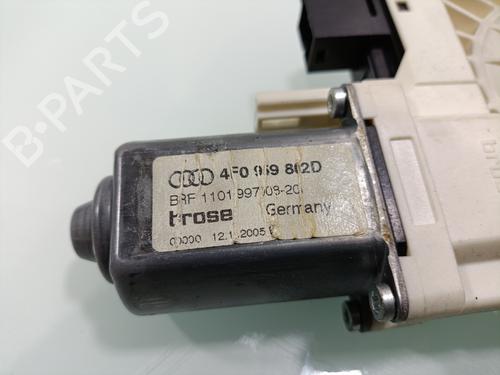 B-PARTS
4F0 959 802D
BRF 1101 997 08-20
brose Germany
00000 12.1.2005